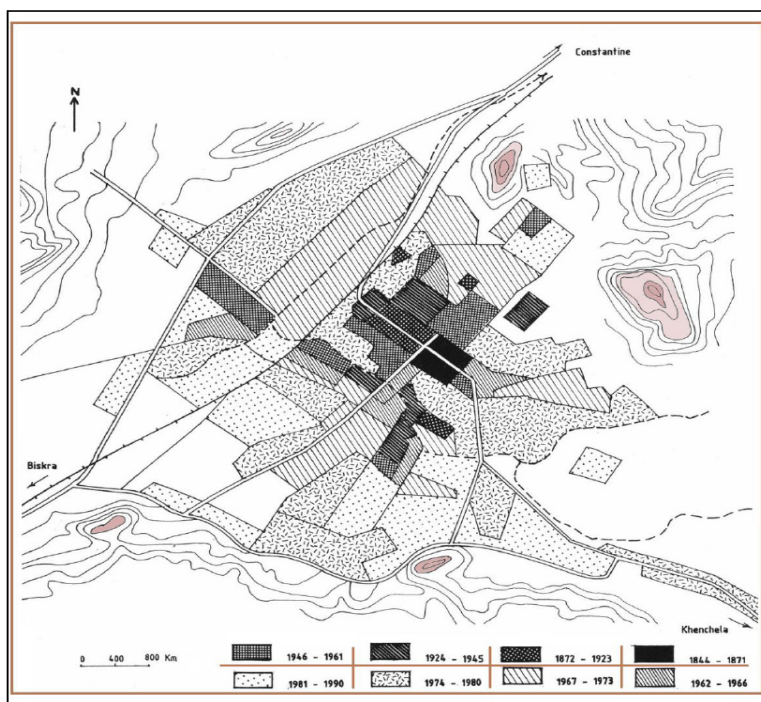 Constantine
N
Biskra
Khenchela
0 400 800 Km
1946 - 1961
1924 - 1945
1872 - 1923
1844 - 1871
1981 - 1990
1974 - 1980
1967 - 1973
1962 - 1966